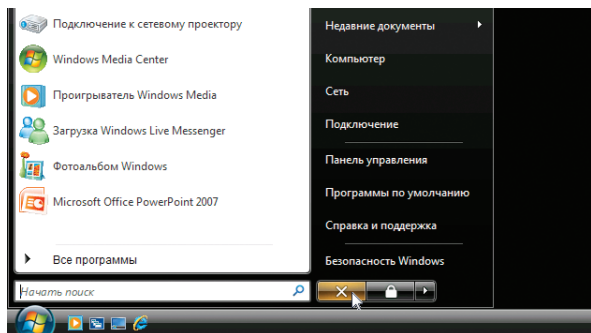 Подключение к сетевому проектору
Windows Media Center
Проигрыватель Windows Media
Загрузка Windows Live Messenger
Фотоальбом Windows
Microsoft Office PowerPoint 2007
Все программы
Начать поиск
Недавние документы
Компьютер
Сеть
Подключение
Панель управления
Программы по умолчанию
Справка и поддержка
Безопасность Windows